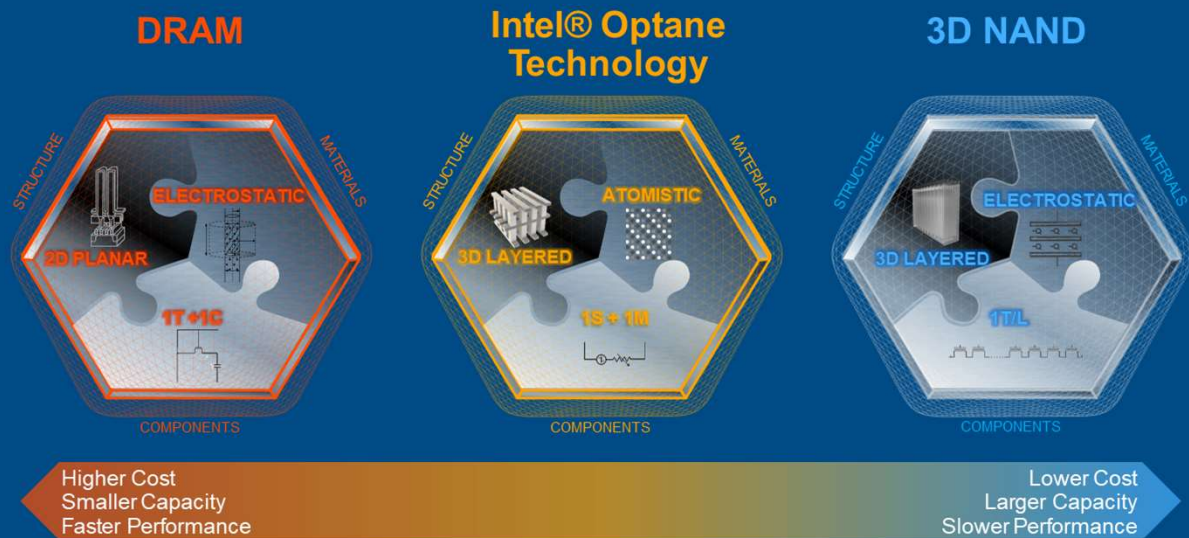 DRAM
STRUCTURE
MATERIALS
ELECTROSTATIC
2D PLANAR
1T +1C
COMPONENTS
Intel® Optane
Technology
STRUCTURE
MATERIALS
ATOMISTIC
3D LAYERED
1S + 1M
COMPONENTS
3D NAND
STRUCTURE
MATERIALS
ELECTROSTATIC
3D LAYERED
1T/L
COMPONENTS
Higher Cost
Smaller Capacity
Faster Performance
Lower Cost
Larger Capacity
Slower Performance